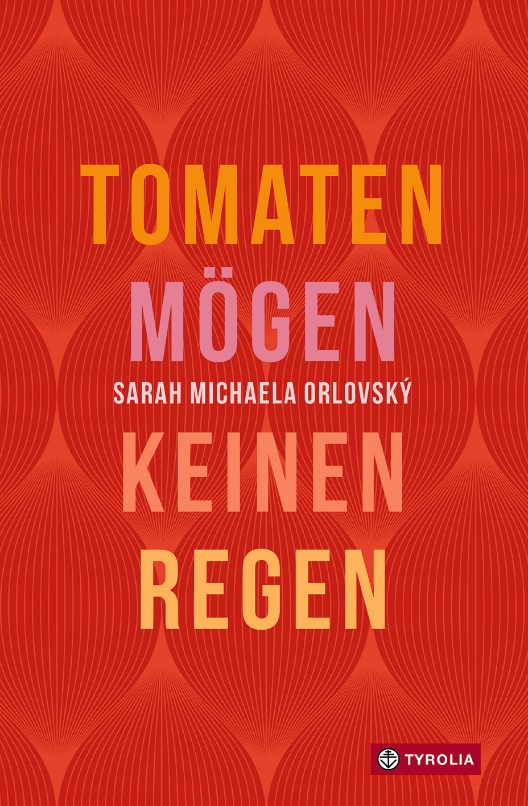 TOMATEN
MÖGEN
SARAH MICHAELA ORLOVSKÝ
KEINEN
REGEN
TYROLIA